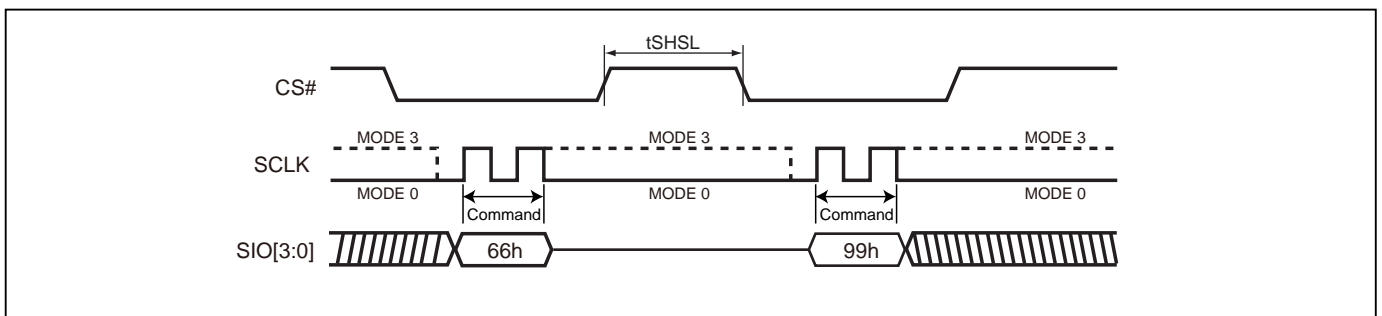 tSHSL
CS#
MODE 3 MODE 3 MODE 3
SCLK
MODE 0 MODE 0 MODE 0
Command Command
SIO[3:0] 66h 99h